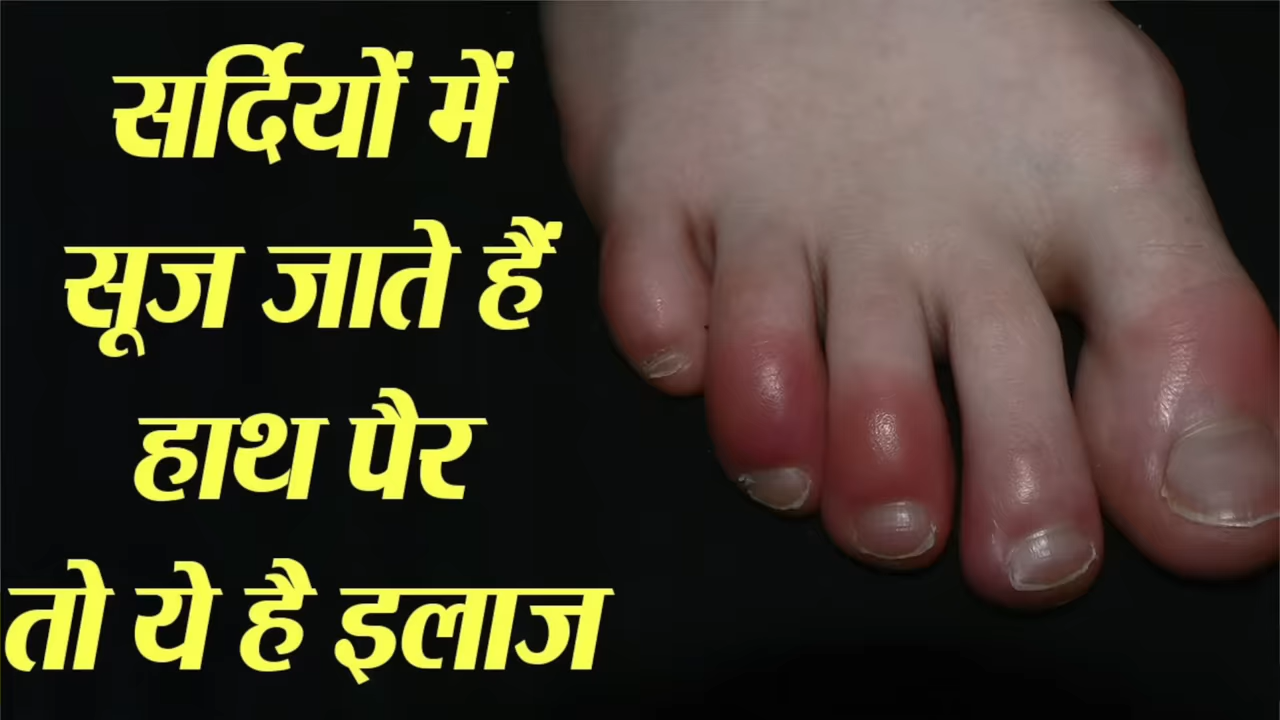 सर्दियों में
सूज जाते हैं
हाथ पैर
तो ये है इलाज